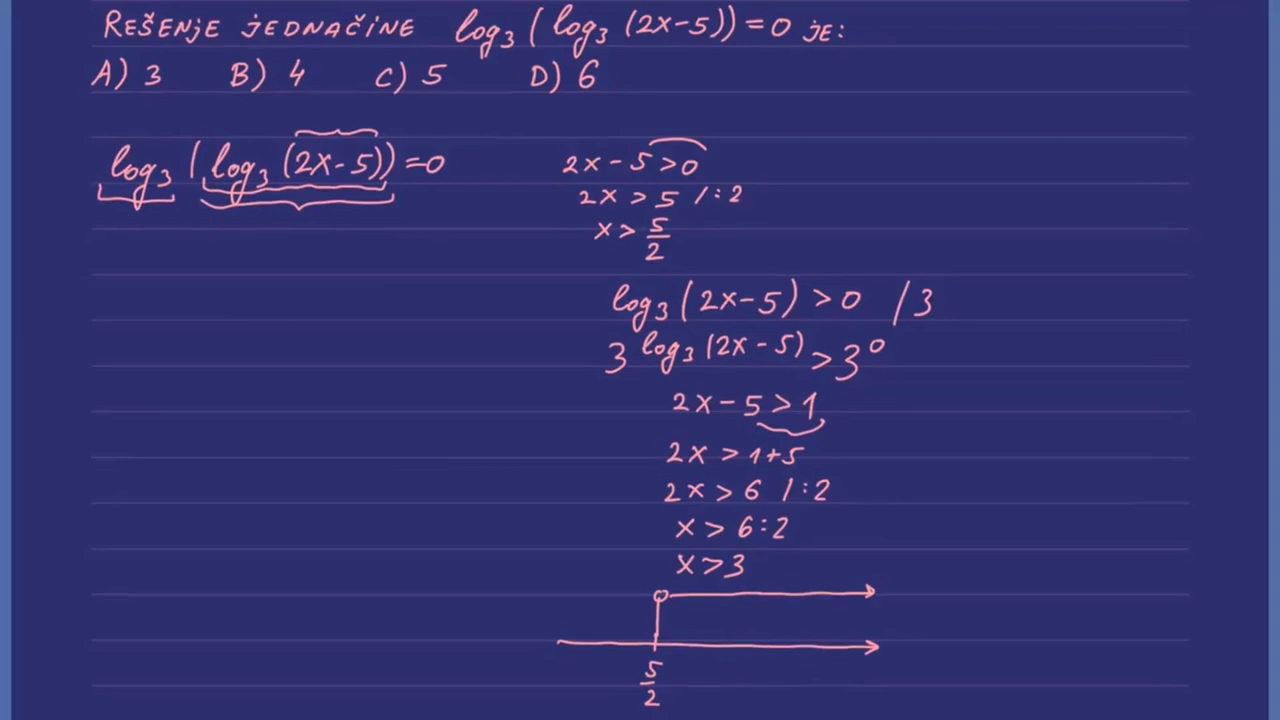 REŠENJE JEDNAČINE log₃(log₃(2x-5))=0 JE:
A) 3 B) 4 C) 5 D) 6
log₃(log₃(2x-5))=0
2x-5>0
2x>5 /:2
x>5/2
log₃(2x-5)>0 /3
3^log₃(2x-5)>3⁰
2x-5>1
2x>1+5
2x>6 /:2
x>6:2
x>3
5/2